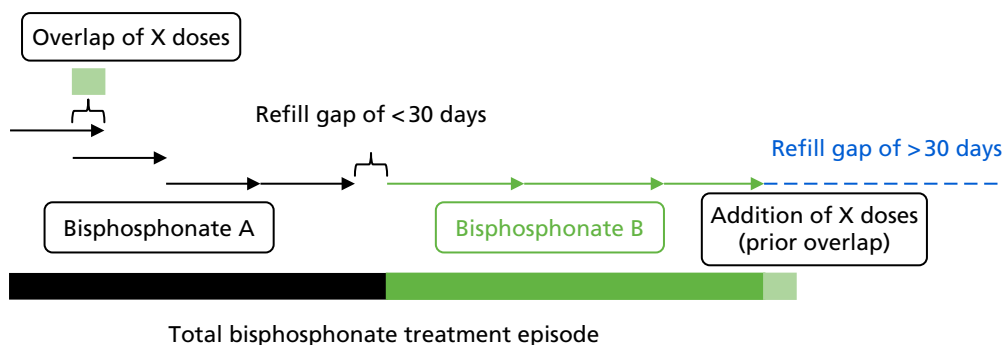 Overlap of X doses
Refill gap of <30 days
Refill gap of >30 days
Bisphosphonate A
Bisphosphonate B
Addition of X doses
(prior overlap)
Total bisphosphonate treatment episode